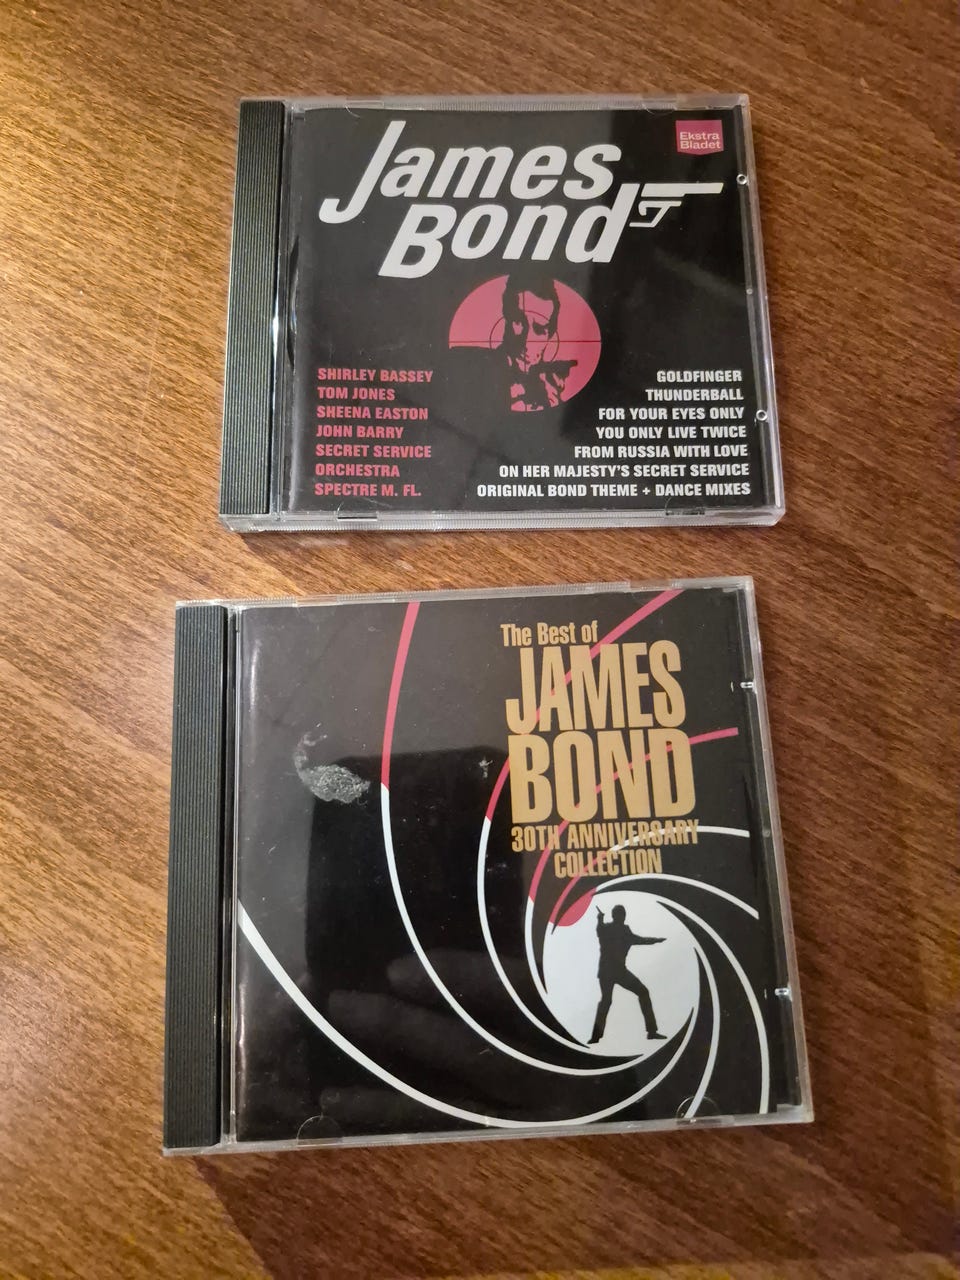 James
Bond
Ekstra
Bladet
SHIRLEY BASSEY
TOM JONES
SHEENA EASTON
JOHN BARRY
SECRET SERVICE
ORCHESTRA
SPECTRE M. FL.
GOLDFINGER
THUNDERBALL
FOR YOUR EYES ONLY
YOU ONLY LIVE TWICE
FROM RUSSIA WITH LOVE
ON HER MAJESTY'S SECRET SERVICE
ORIGINAL BOND THEME + DANCE MIXES
The Best of
JAMES
BOND
30TH ANNIVERSARY
COLLECTION